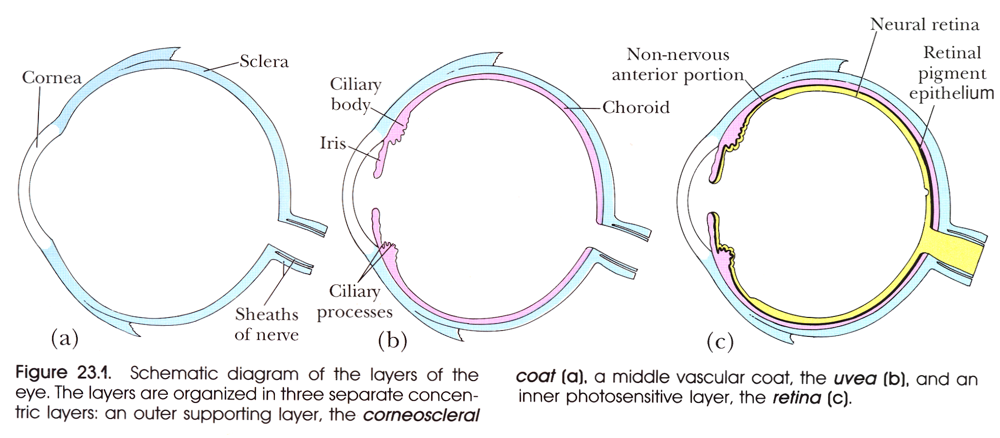 Cornea
Sclera
Sheaths
of nerve
(a)
Ciliary
body
Iris
Choroid
Ciliary
processes
(b)
Neural retina
Non-nervous
anterior portion
Retinal
pigment
epithelium
(c)
Figure 23.1. Schematic diagram of the layers of the
eye. The layers are organized in three separate concen-
tric layers: an outer supporting layer, the corneoscleral
coat (a), a middle vascular coat, the uvea (b), and an
inner photosensitive layer, the retina (c).